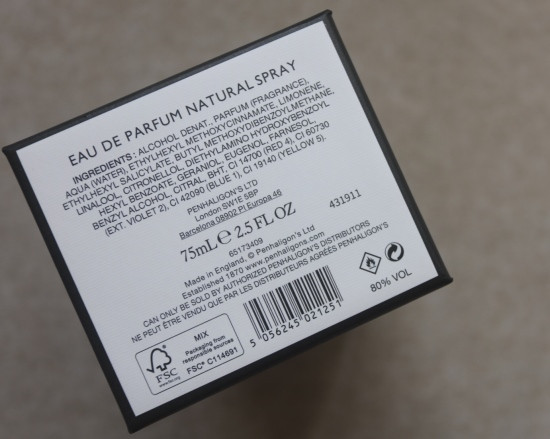 EAU DE PARFUM NATURAL SPRAY
INGREDIENTS: ALCOHOL DENAT., PARFUM (FRAGRANCE),
AQUA (WATER), ETHYLHEXYL METHOXYCINNAMATE, LIMONENE,
ETHYLHEXYL SALICYLATE, BUTYL METHOXYDIBENZOYLMETHANE,
LINALOOL, CITRONELLOL, DIETHYLAMINO HYDROXYBENZOYL
HEXYL BENZOATE, GERANIOL, EUGENOL, FARNESOL,
BENZYL ALCOHOL, CITRAL, BHT, CI 14700 (RED 4), CI 60730
(EXT. VIOLET 2), CI 42090 (BLUE 1), CI 19140 (YELLOW 5).
PENHALIGON'S LTD
London SW1E 5BP
Barcelona 08902 Pl Europa 46
75mL e 2.5 FL OZ
431911
65173409
Made in England, © Penhaligon's Ltd
Established 1870 www.penhaligons.com
CAN ONLY BE SOLD BY AUTHORIZED PENHALIGON'S DISTRIBUTORS
NE PEUT ÊTRE VENDU QUE PAR LES DISTRIBUTEURS AGRÉÉS PENHALIGON'S
80% VOL
5 056245 021251
MIX
Packaging from
responsible sources
FSC® C114691
FSC
www.fsc.org